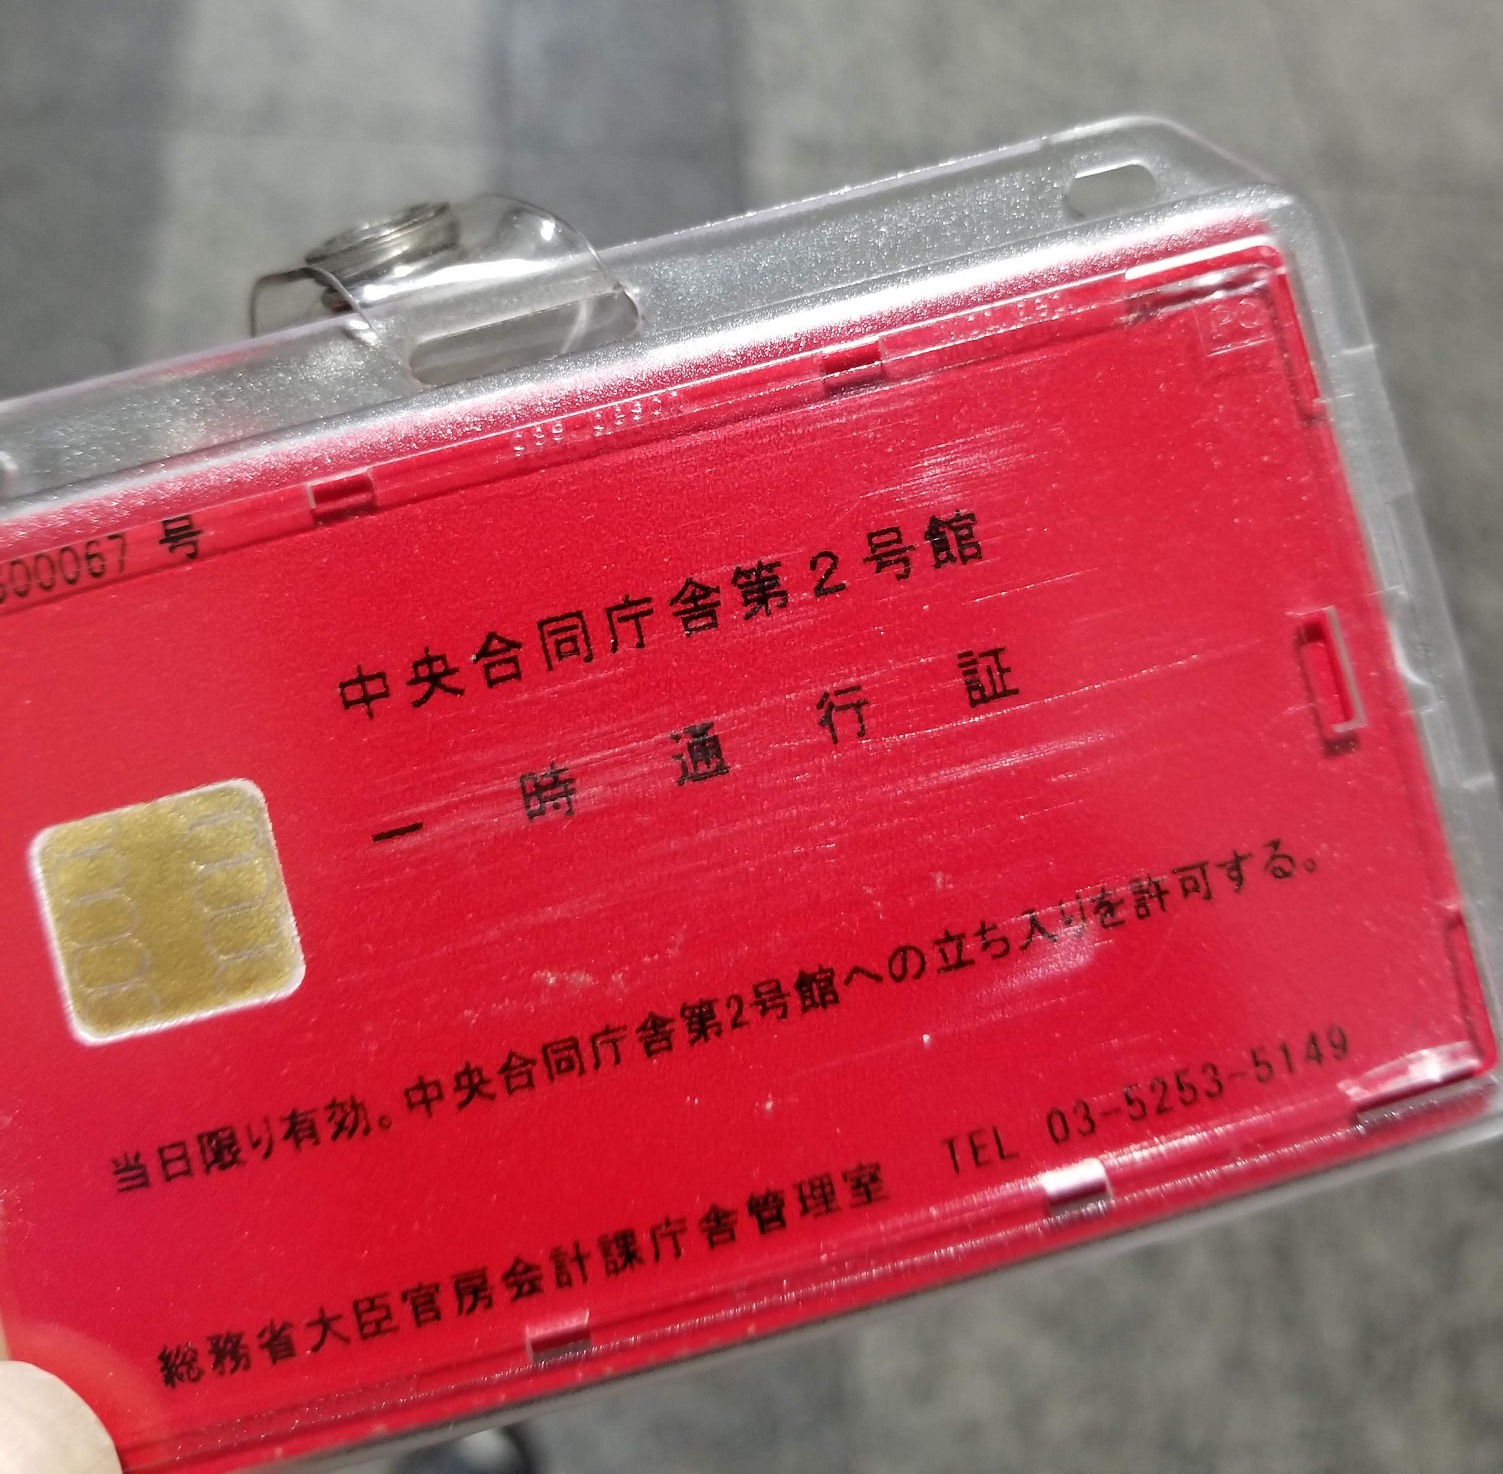 00067 号
中央合同庁舎第2号館
一時通行証
当日限り有効。中央合同庁舎第2号館への立ち入りを許可する。
総務省大臣官房会計課庁舎管理室 TEL 03-5253-5149